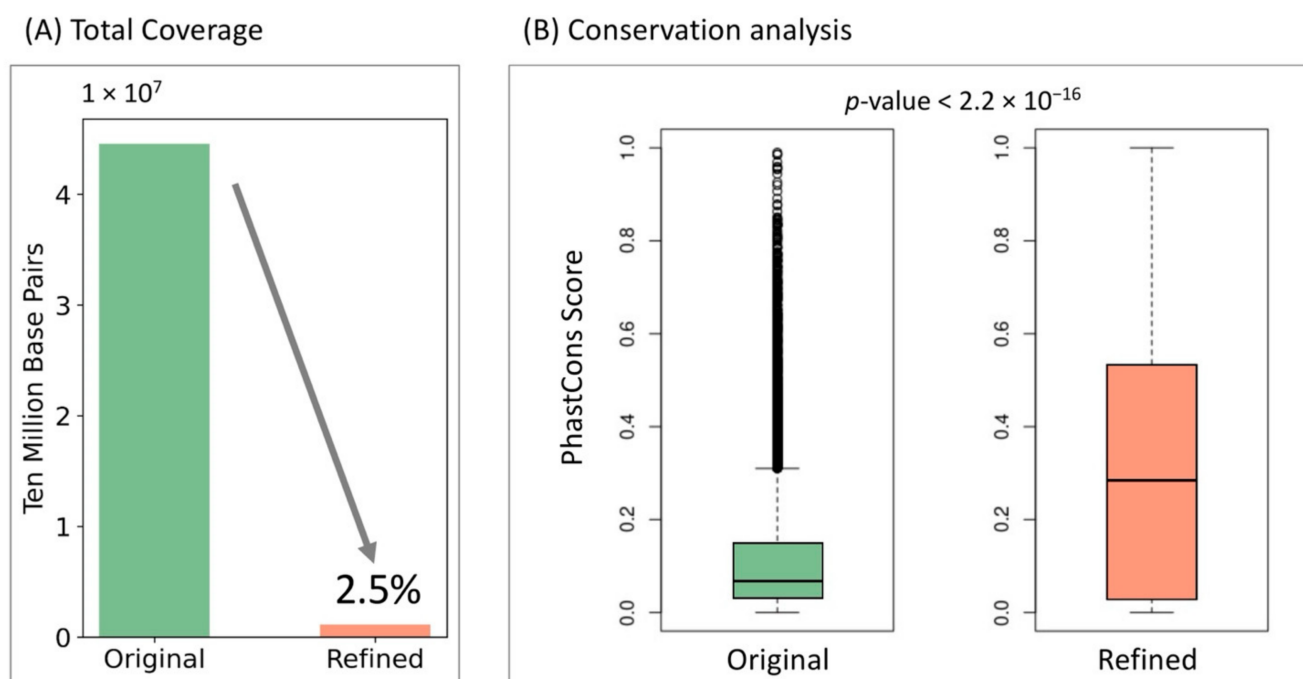 (A) Total Coverage
(B) Conservation analysis
1 × 10⁷
Ten Million Base Pairs
4
3
2
1
0
2.5%
Original
Refined
p-value < 2.2 × 10⁻¹⁶
PhastCons Score
1.0
0.8
0.6
0.4
0.2
0.0
Original
1.0
0.8
0.6
0.4
0.2
0.0
Refined